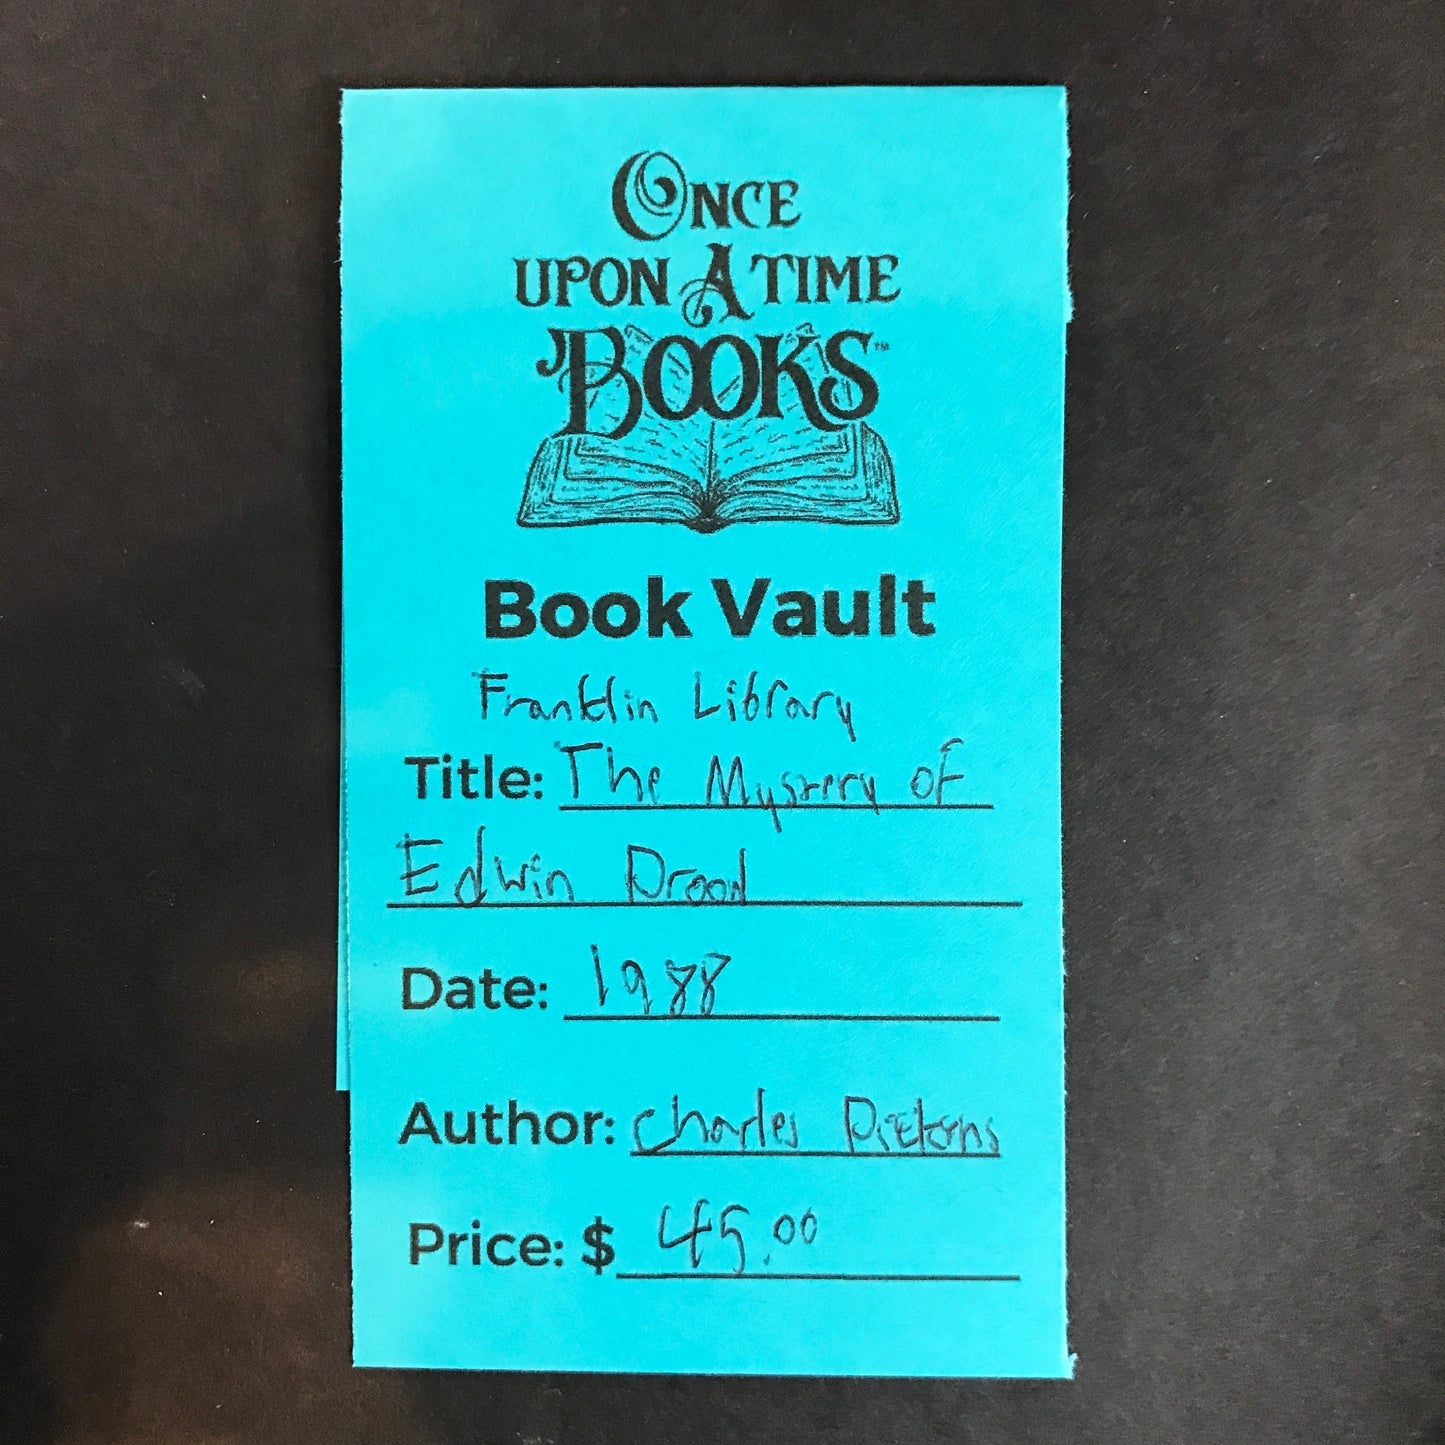 ONCE
UPON A TIME
BOOKS™
Book Vault
Franklin Library
Title: The Mystery of
Edwin Drood
Date: 1988
Author: Charles Dickens
Price: $ 45.00